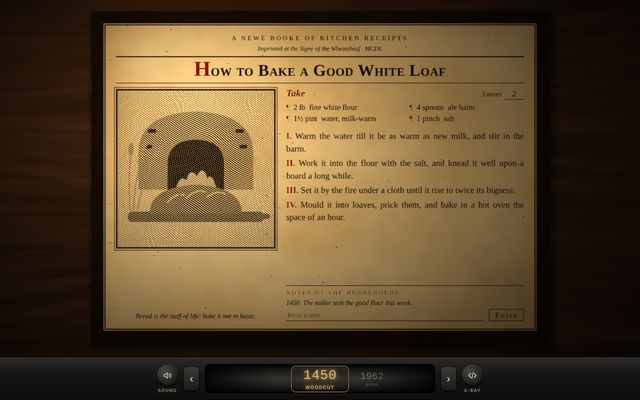 A NEWE BOOKE OF KITCHEN RECEIPTS
Imprinted at the Signe of the Wheatsheaf · MCDL
HOW TO BAKE A GOOD WHITE LOAF
Take
Loaves 2
¶ 2 lb fine white flour
¶ 4 spoons ale barm
¶ 1½ pint water, milk-warm
¶ 1 pinch salt
I. Warm the water till it be as warm as new milk, and stir in the
barm.
II. Work it into the flour with the salt, and knead it well upon a
board a long while.
III. Set it by the fire under a cloth until it rise to twice its bigness.
IV. Mould it into loaves, prick them, and bake in a hot oven the
space of an hour.
NOTES OF THE HOUSEHOLDE
1450 The miller sent the good flour this week.
Write a note
ENTER
Bread is the staff of life: bake it not in haste.
SOUND
‹
1450
WOODCUT
1962
›
X-RAY